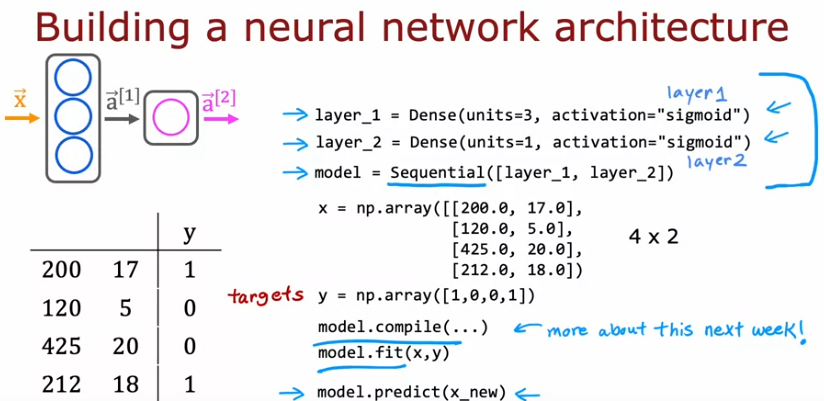 Building a neural network architecture
x⃗
a⃗[1]
a⃗[2]
layer1
layer_1 = Dense(units=3, activation="sigmoid")
layer_2 = Dense(units=1, activation="sigmoid")
layer2
model = Sequential([layer_1, layer_2])
x = np.array([[200.0, 17.0],
[120.0, 5.0],
[425.0, 20.0],
[212.0, 18.0])
4 x 2
targets y = np.array([1,0,0,1])
model.compile(...) more about this next week!
model.fit(x,y)
model.predict(x_new)
y
200 17 1
120 5 0
425 20 0
212 18 1